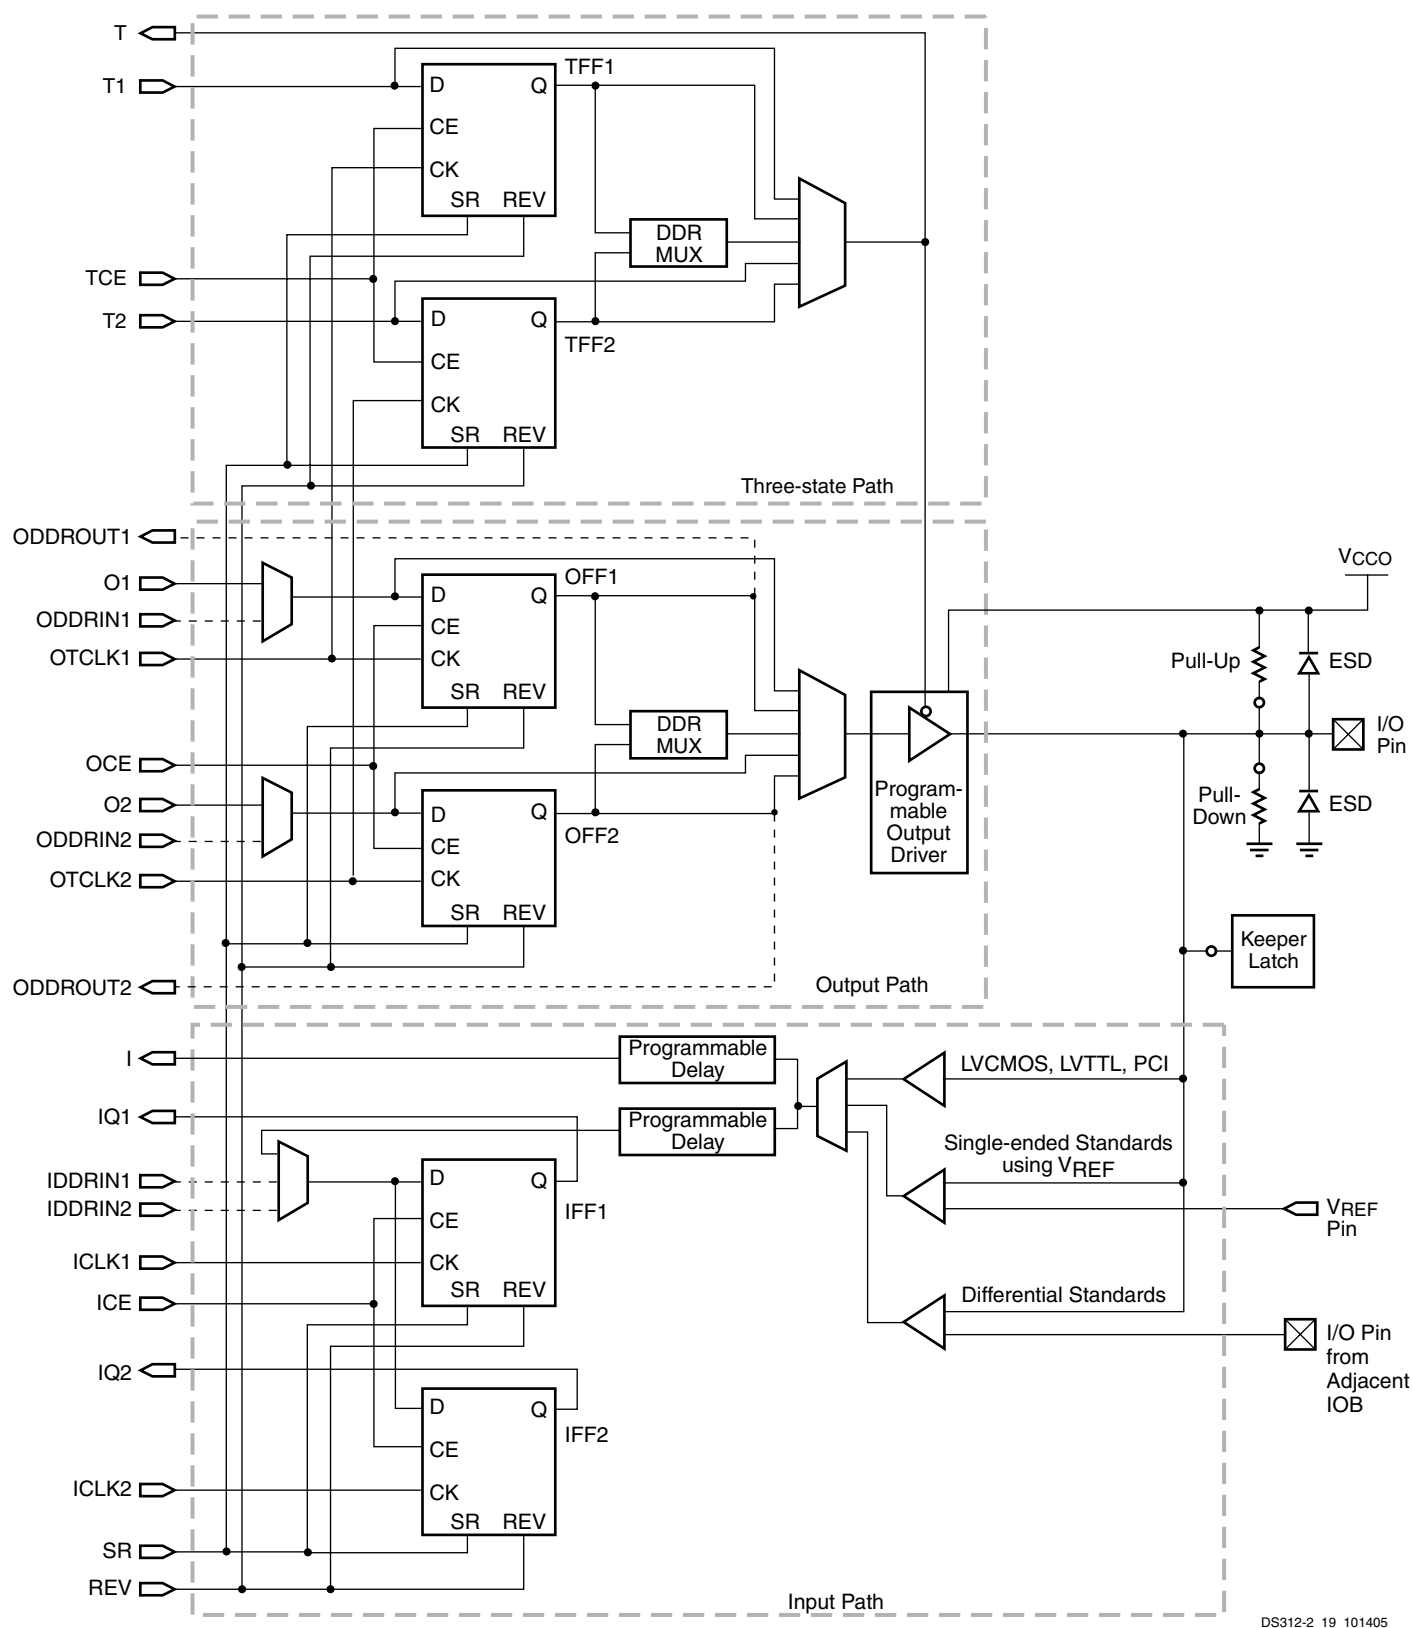 T
T1
D
Q
TFF1
CE
CK
SR REV
DDR
MUX
TCE
T2
D
Q
TFF2
CE
CK
SR REV
Three-state Path
ODDROUT1
O1
ODDRIN1
OTCLK1
D
Q
OFF1
CE
CK
SR REV
DDR
MUX
OCE
O2
ODDRIN2
OTCLK2
D
Q
OFF2
CE
CK
SR REV
ODDROUT2
Output Path
Program-
mable
Output
Driver
VCCO
Pull-Up
ESD
I/O
Pin
Pull-
Down
ESD
Keeper
Latch
I
Programmable
Delay
LVCMOS, LVTTL, PCI
IQ1
Programmable
Delay
Single-ended Standards
using VREF
IDDRIN1
IDDRIN2
D
Q
IFF1
CE
CK
SR REV
VREF
Pin
ICLK1
ICE
Differential Standards
I/O Pin
from
Adjacent
IOB
IQ2
D
Q
IFF2
CE
CK
SR REV
ICLK2
SR
REV
Input Path
DS312-2_19_101405